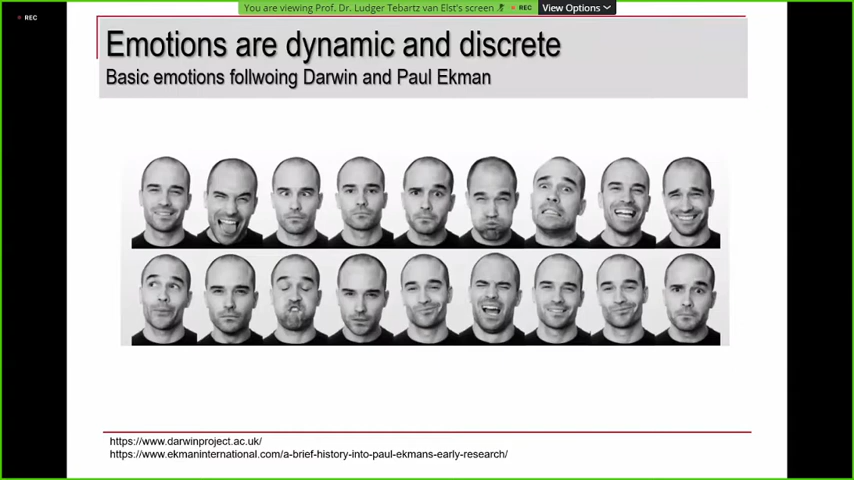 You are viewing Prof. Dr. Ludger Tebartz van Elst's screen REC View Options
REC
Emotions are dynamic and discrete
Basic emotions follwoing Darwin and Paul Ekman
https://www.darwinproject.ac.uk/
https://www.ekmaninternational.com/a-brief-history-into-paul-ekmans-early-research/